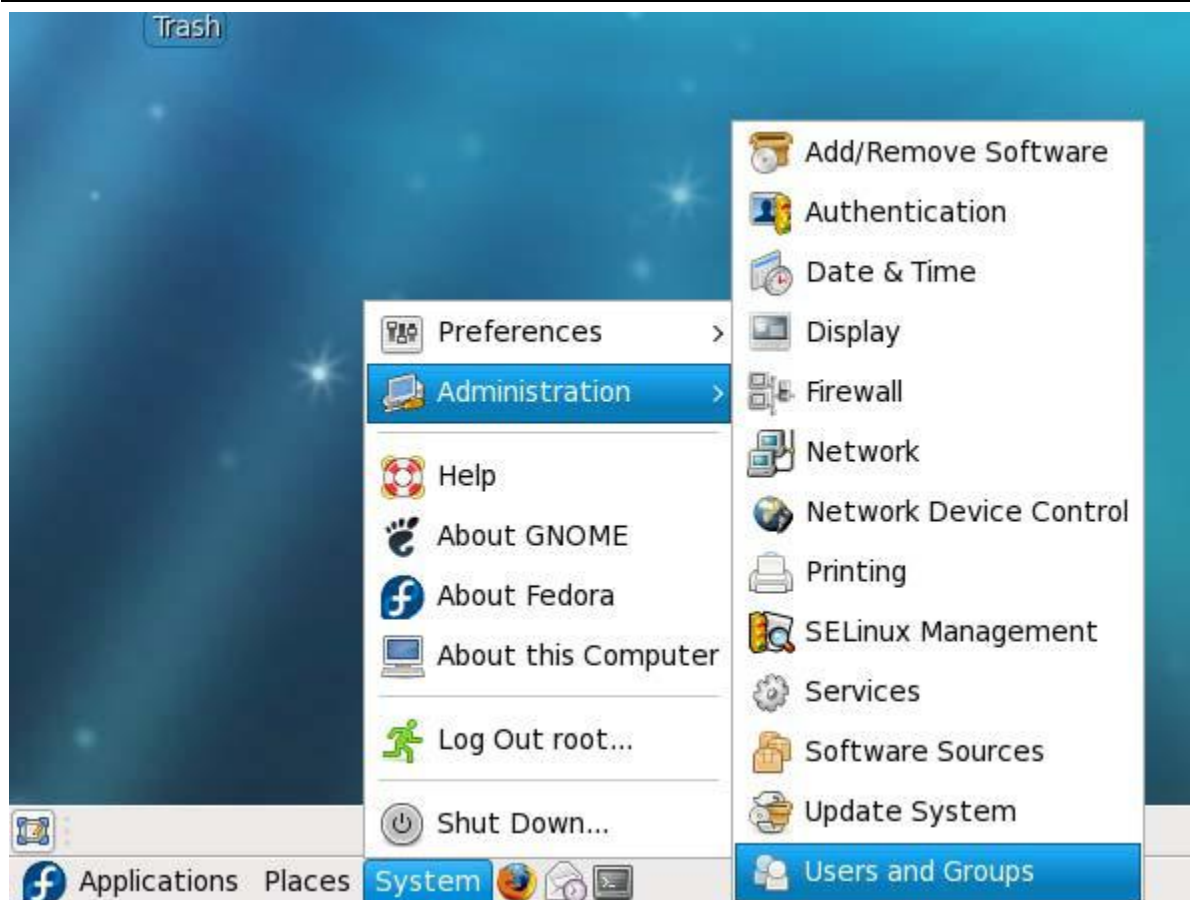 Trash
Preferences
Administration
Help
About GNOME
About Fedora
About this Computer
Log Out root...
Shut Down...
Add/Remove Software
Authentication
Date & Time
Display
Firewall
Network
Network Device Control
Printing
SELinux Management
Services
Software Sources
Update System
Users and Groups
Applications Places System